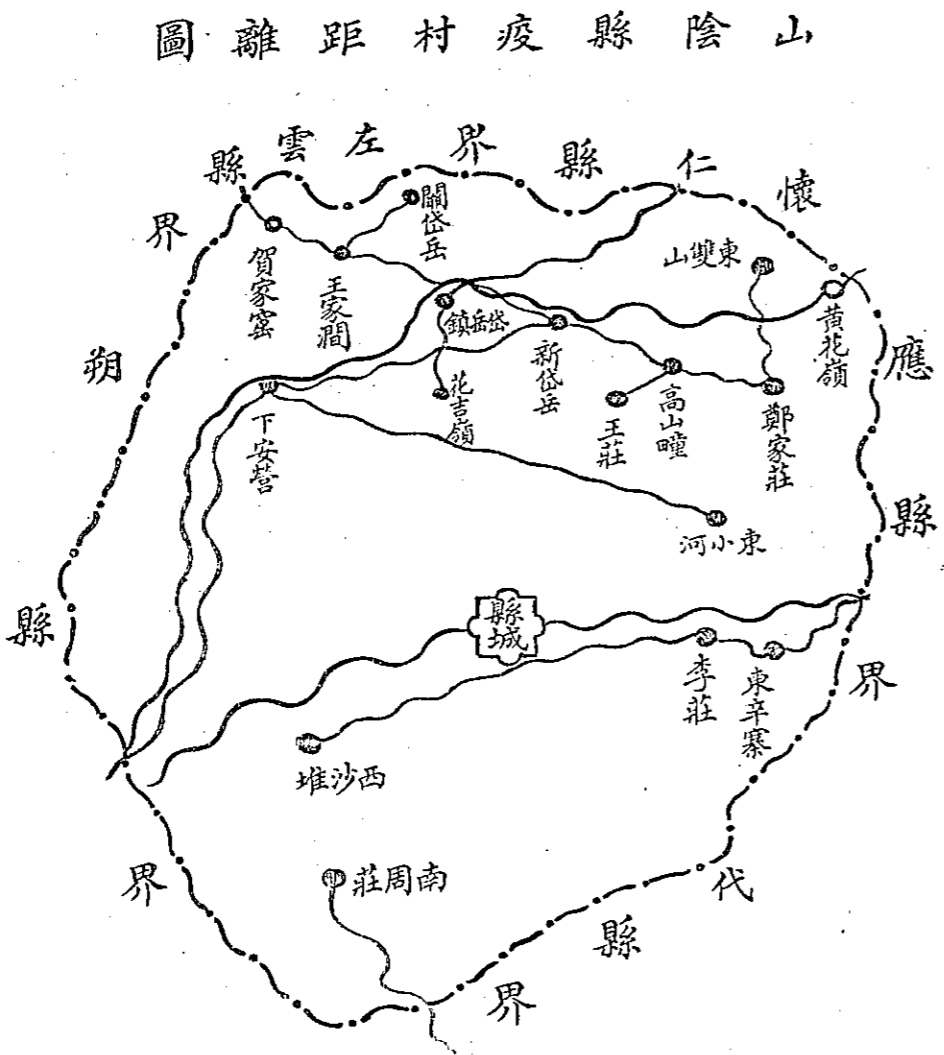 山陰縣疫村距離圖
懷仁縣界
左雲縣界
朔縣界
應縣界
代縣界
關岱岳
賀家窰
王家澗
岱岳鎮
東雙山
黃花嶺
新岱岳
花吉嶺
王莊
高山疃
鄭家莊
下安營
東小河
縣城
李莊
東辛寨
西沙堆
南周莊